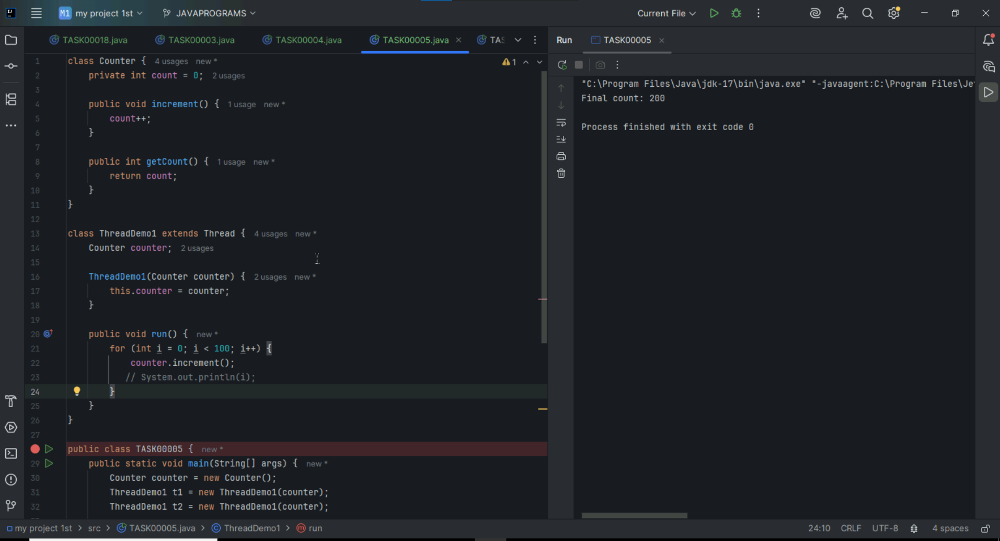 M1 my project 1st JAVAPROGRAMS Current File
TASK00018.java TASK00003.java TASK00004.java TASK00005.java TAS
1 class Counter { 4 usages new *
2 private int count = 0; 2 usages
3
4 public void increment() { 1 usage new *
5 count++;
6 }
7
8 public int getCount() { 1 usage new *
9 return count;
10 }
11 }
12
13 class ThreadDemo1 extends Thread { 4 usages new *
14 Counter counter; 2 usages
15
16 ThreadDemo1(Counter counter) { 2 usages new *
17 this.counter = counter;
18 }
19
20 public void run() { new *
21 for (int i = 0; i < 100; i++) {
22 counter.increment();
23 // System.out.println(i);
24 }
25 }
26 }
27
public class TASK00005 { new *
29 public static void main(String[] args) { new *
30 Counter counter = new Counter();
31 ThreadDemo1 t1 = new ThreadDemo1(counter);
32 ThreadDemo1 t2 = new ThreadDemo1(counter);
1
Run TASK00005
"C:\Program Files\Java\jdk-17\bin\java.exe" "-javaagent:C:\Program Files\Je
Final count: 200
Process finished with exit code 0
my project 1st > src > TASK00005.java > ThreadDemo1 > run 24:10 CRLF UTF-8 4 spaces